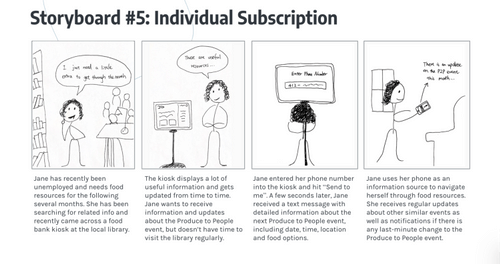 Storyboard #5: Individual Subscription
I just need a little
extra to get through the month
There are useful
resources...
Enter Phone Number
There is an update
on the P2P event
this month...
Jane has recently been
unemployed and needs food
resources for the following
several months. She has been
searching for related info and
recently came across a food
bank kiosk at the local library.
The kiosk displays a lot of
useful information and gets
updated from time to time.
Jane wants to receive
information and updates
about the Produce to People
event, but doesn't have time to
visit the library regularly.
Jane entered her phone number
into the kiosk and hit "Send to
me". A few seconds later, Jane
received a text message with
detailed information about the
next Produce to People event,
including date, time, location
and food options.
Jane uses her phone as an
information source to navigate
herself through food resources.
She receives regular updates
about other similar events as
well as notifications if there is
any last-minute change to the
Produce to People event.